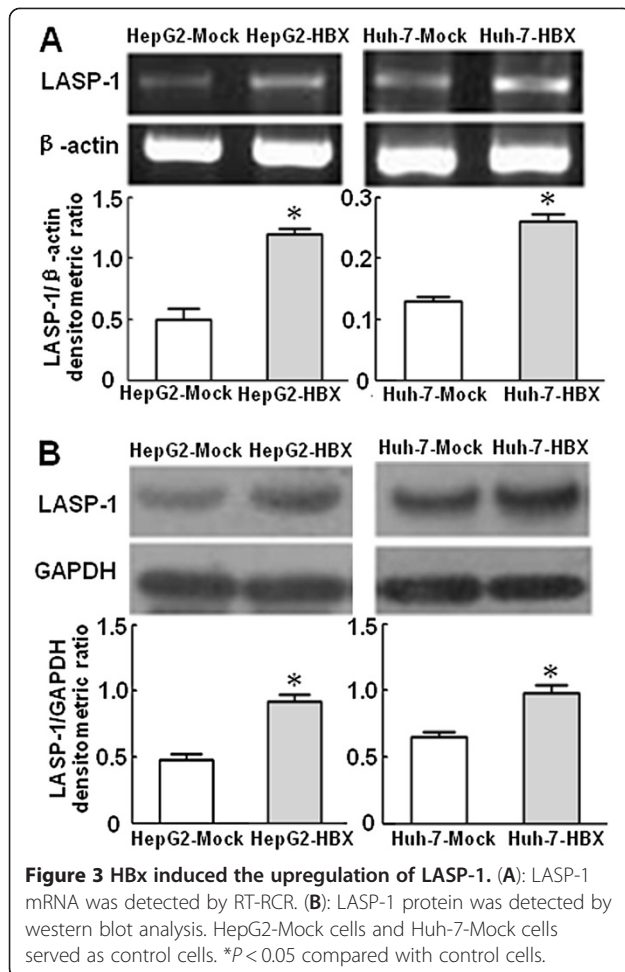 A
HepG2-Mock HepG2-HBX Huh-7-Mock Huh-7-HBX
LASP-1
β-actin
LASP-1/β-actin
densitometric ratio
1.5
1.0
0.5
0
*
HepG2-Mock HepG2-HBX
0.3
0.2
0.1
0
*
Huh-7-Mock Huh-7-HBX
B
HepG2-Mock HepG2-HBX Huh-7-Mock Huh-7-HBX
LASP-1
GAPDH
LASP-1/GAPDH
densitometric ratio
1.5
1.0
0.5
0
*
HepG2-Mock HepG2-HBX
1.5
1.0
0.5
0
*
Huh-7-Mock Huh-7-HBX
Figure 3 HBx induced the upregulation of LASP-1. (A): LASP-1
mRNA was detected by RT-RCR. (B): LASP-1 protein was detected by
western blot analysis. HepG2-Mock cells and Huh-7-Mock cells
served as control cells. *P < 0.05 compared with control cells.